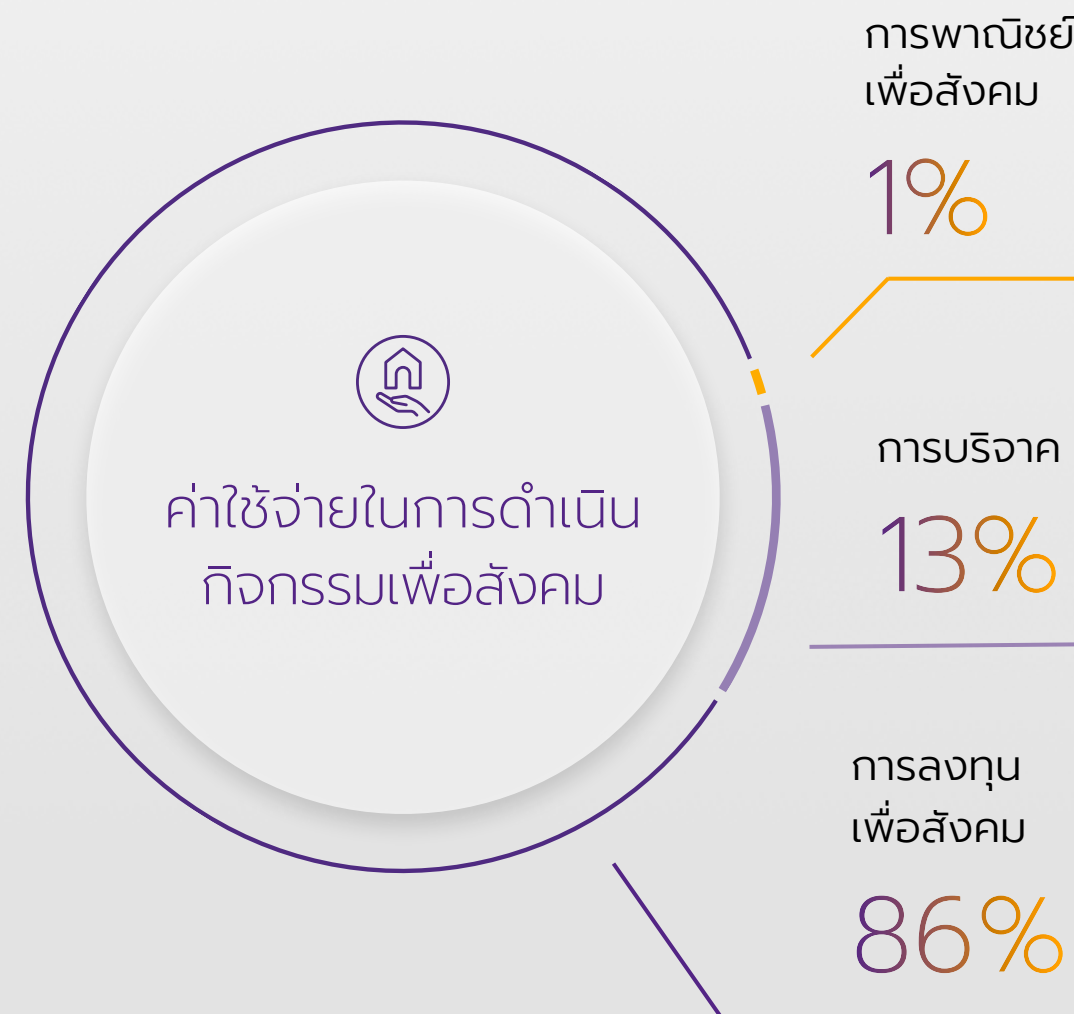 การพาณิชย์
เพื่อสังคม
1%
ค่าใช้จ่ายในการดำเนิน
กิจกรรมเพื่อสังคม
การบริจาค
13%
การลงทุน
เพื่อสังคม
86%